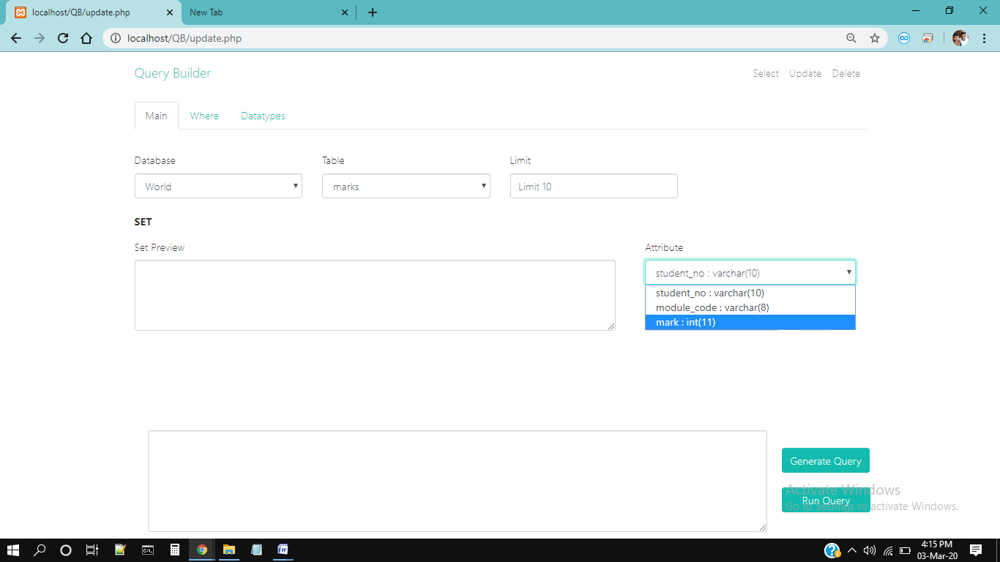 localhost/QB/update.php
New Tab
localhost/QB/update.php
Query Builder
Select Update Delete
Main Where Datatypes
Database Table Limit
World marks Limit 10
SET
Set Preview Attribute
student_no : varchar(10)
student_no : varchar(10)
module_code : varchar(8)
mark : int(11)
Generate Query
Run Query
Activate Windows
Go to Settings to activate Windows.
4:15 PM
03-Mar-20